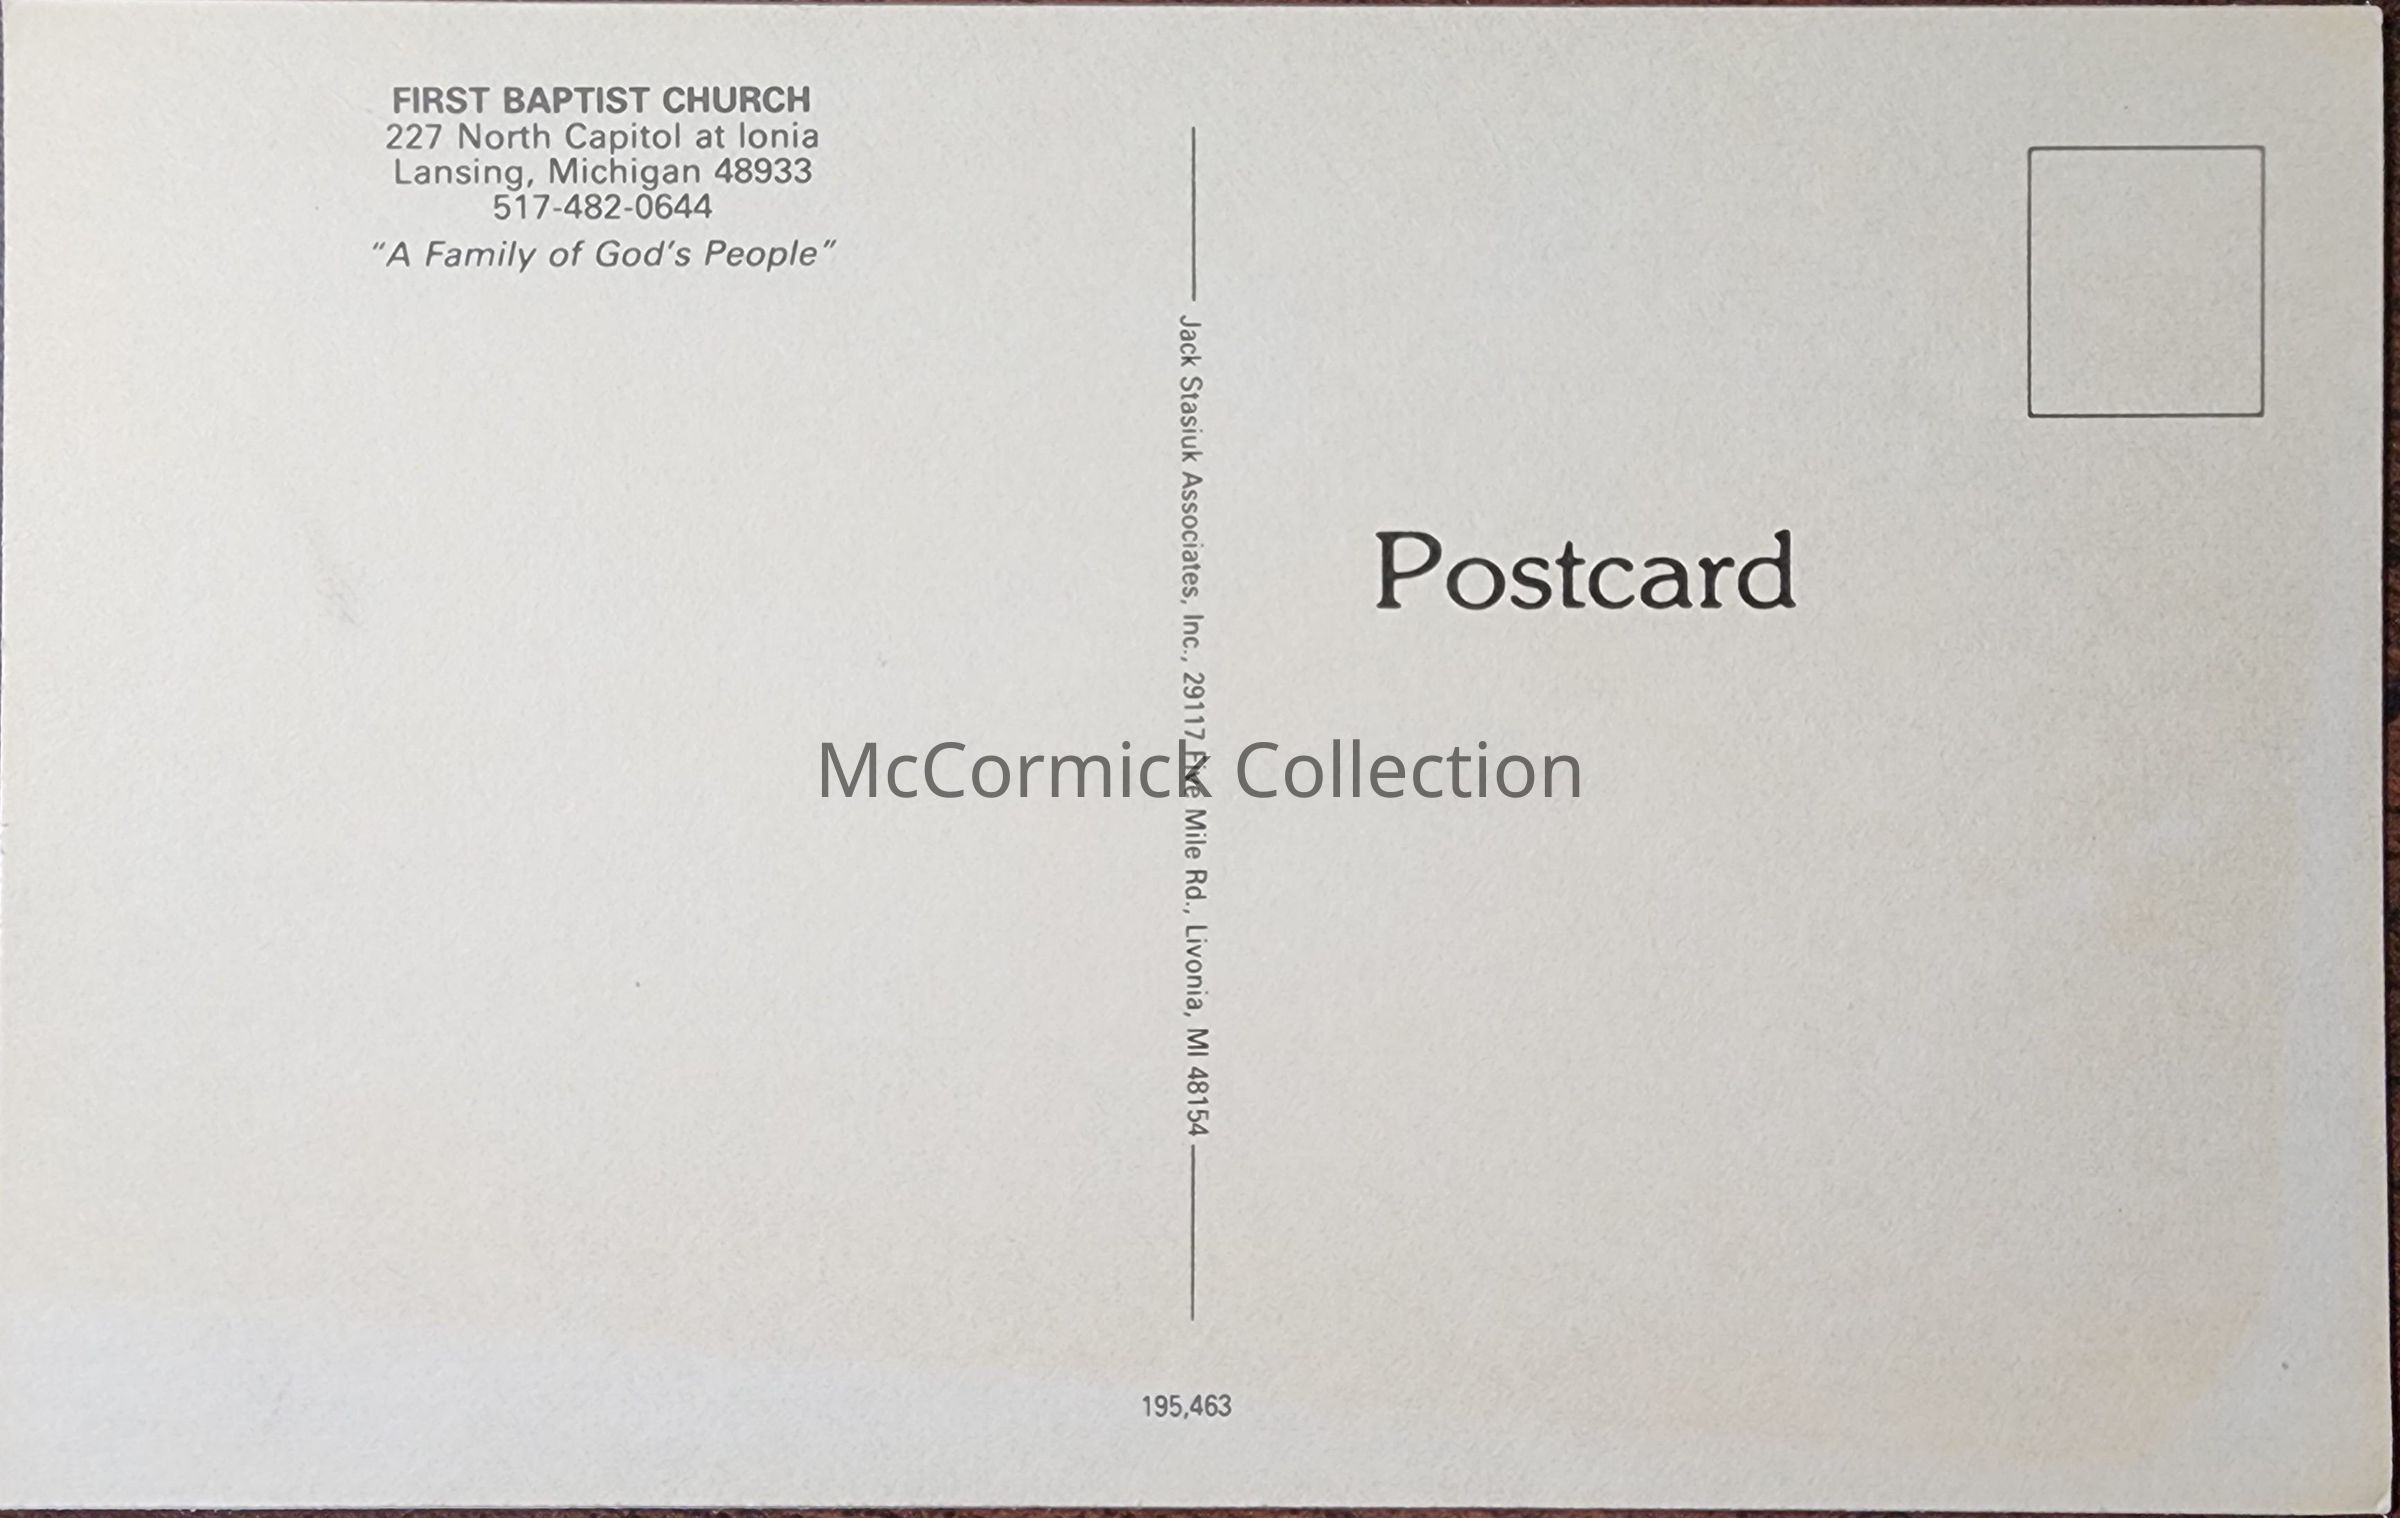 FIRST BAPTIST CHURCH
227 North Capitol at Ionia
Lansing, Michigan 48933
517-482-0644
"A Family of God's People"
Jack Stasiuk Associates, Inc., 29117 Five Mile Rd., Livonia, MI 48154
Postcard
McCormick Collection
195,463